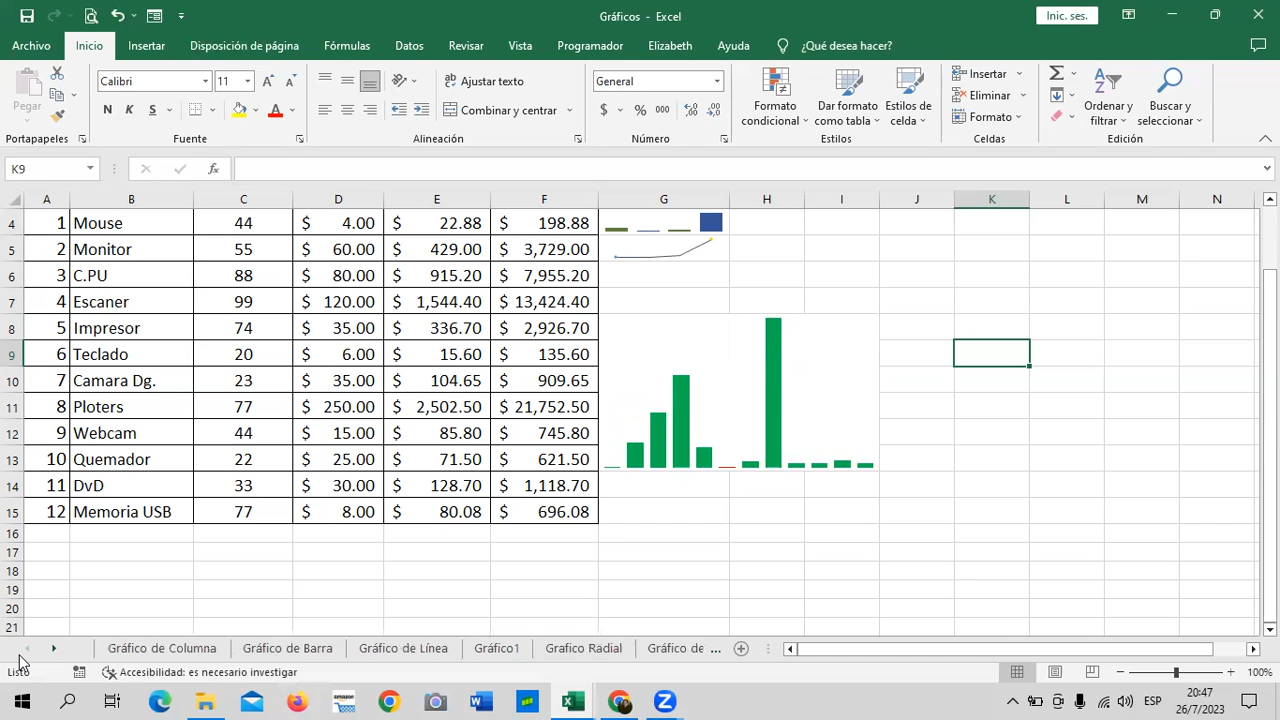 Gráficos - Excel
Inic. ses.
Archivo Inicio Insertar Disposición de página Fórmulas Datos Revisar Vista Programador Elizabeth Ayuda ¿Qué desea hacer?
Pegar
Calibri 11
N K S
Ajustar texto
Combinar y centrar
General
$ % 000
Formato condicional
Dar formato como tabla
Estilos de celda
Insertar
Eliminar
Formato
Ordenar y filtrar
Buscar y seleccionar
Portapapeles Fuente Alineación Número Estilos Celdas Edición
K9 fx
A B C D E F G H I J K L M N
4 1 Mouse 44 $ 4.00 $ 22.88 $ 198.88
5 2 Monitor 55 $ 60.00 $ 429.00 $ 3,729.00
6 3 C.PU 88 $ 80.00 $ 915.20 $ 7,955.20
7 4 Escaner 99 $ 120.00 $ 1,544.40 $ 13,424.40
8 5 Impresor 74 $ 35.00 $ 336.70 $ 2,926.70
9 6 Teclado 20 $ 6.00 $ 15.60 $ 135.60
10 7 Camara Dg. 23 $ 35.00 $ 104.65 $ 909.65
11 8 Ploters 77 $ 250.00 $ 2,502.50 $ 21,752.50
12 9 Webcam 44 $ 15.00 $ 85.80 $ 745.80
13 10 Quemador 22 $ 25.00 $ 71.50 $ 621.50
14 11 DvD 33 $ 30.00 $ 128.70 $ 1,118.70
15 12 Memoria USB 77 $ 8.00 $ 80.08 $ 696.08
16
17
18
19
20
21
Gráfico de Columna Gráfico de Barra Gráfico de Línea Gráfico1 Grafico Radial Gráfico de ...
Listo Accesibilidad: es necesario investigar 100%
ESP
20:47
26/7/2023